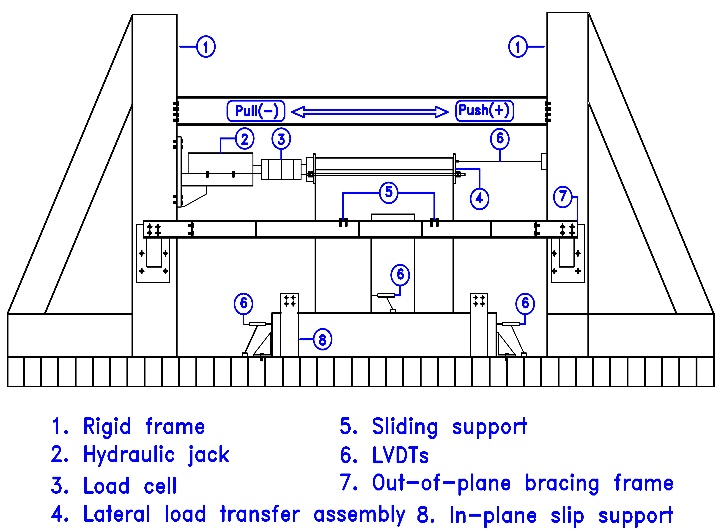 1
1
Pull(-)
Push(+)
2
3
6
4
5
7
6
6
6
8
1. Rigid frame
2. Hydraulic jack
3. Load cell
4. Lateral load transfer assembly
5. Sliding support
6. LVDTs
7. Out-of-plane bracing frame
8. In-plane slip support